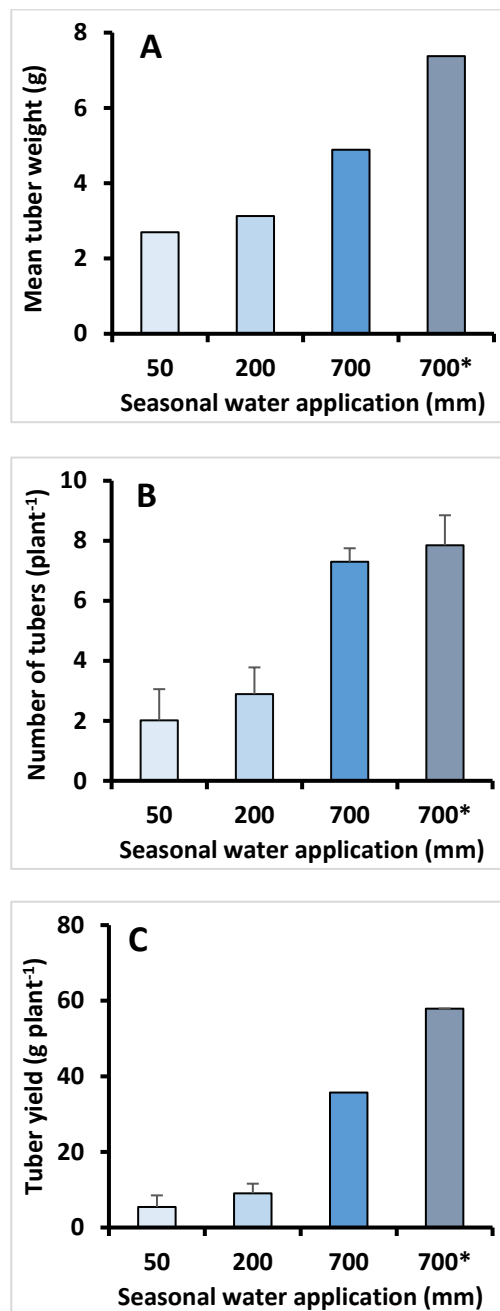 A
Mean tuber weight (g)
8
6
4
2
0
50 200 700 700*
Seasonal water application (mm)
B
Number of tubers (plant⁻¹)
10
8
6
4
2
0
50 200 700 700*
Seasonal water application (mm)
C
Tuber yield (g plant⁻¹)
80
60
40
20
0
50 200 700 700*
Seasonal water application (mm)